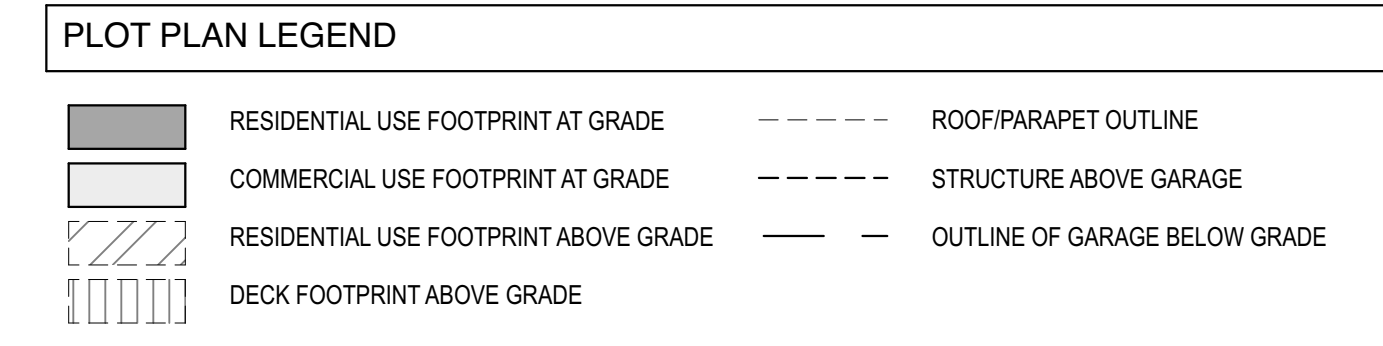 PLOT PLAN LEGEND
RESIDENTIAL USE FOOTPRINT AT GRADE
COMMERCIAL USE FOOTPRINT AT GRADE
RESIDENTIAL USE FOOTPRINT ABOVE GRADE
DECK FOOTPRINT ABOVE GRADE
ROOF/PARAPET OUTLINE
STRUCTURE ABOVE GARAGE
OUTLINE OF GARAGE BELOW GRADE